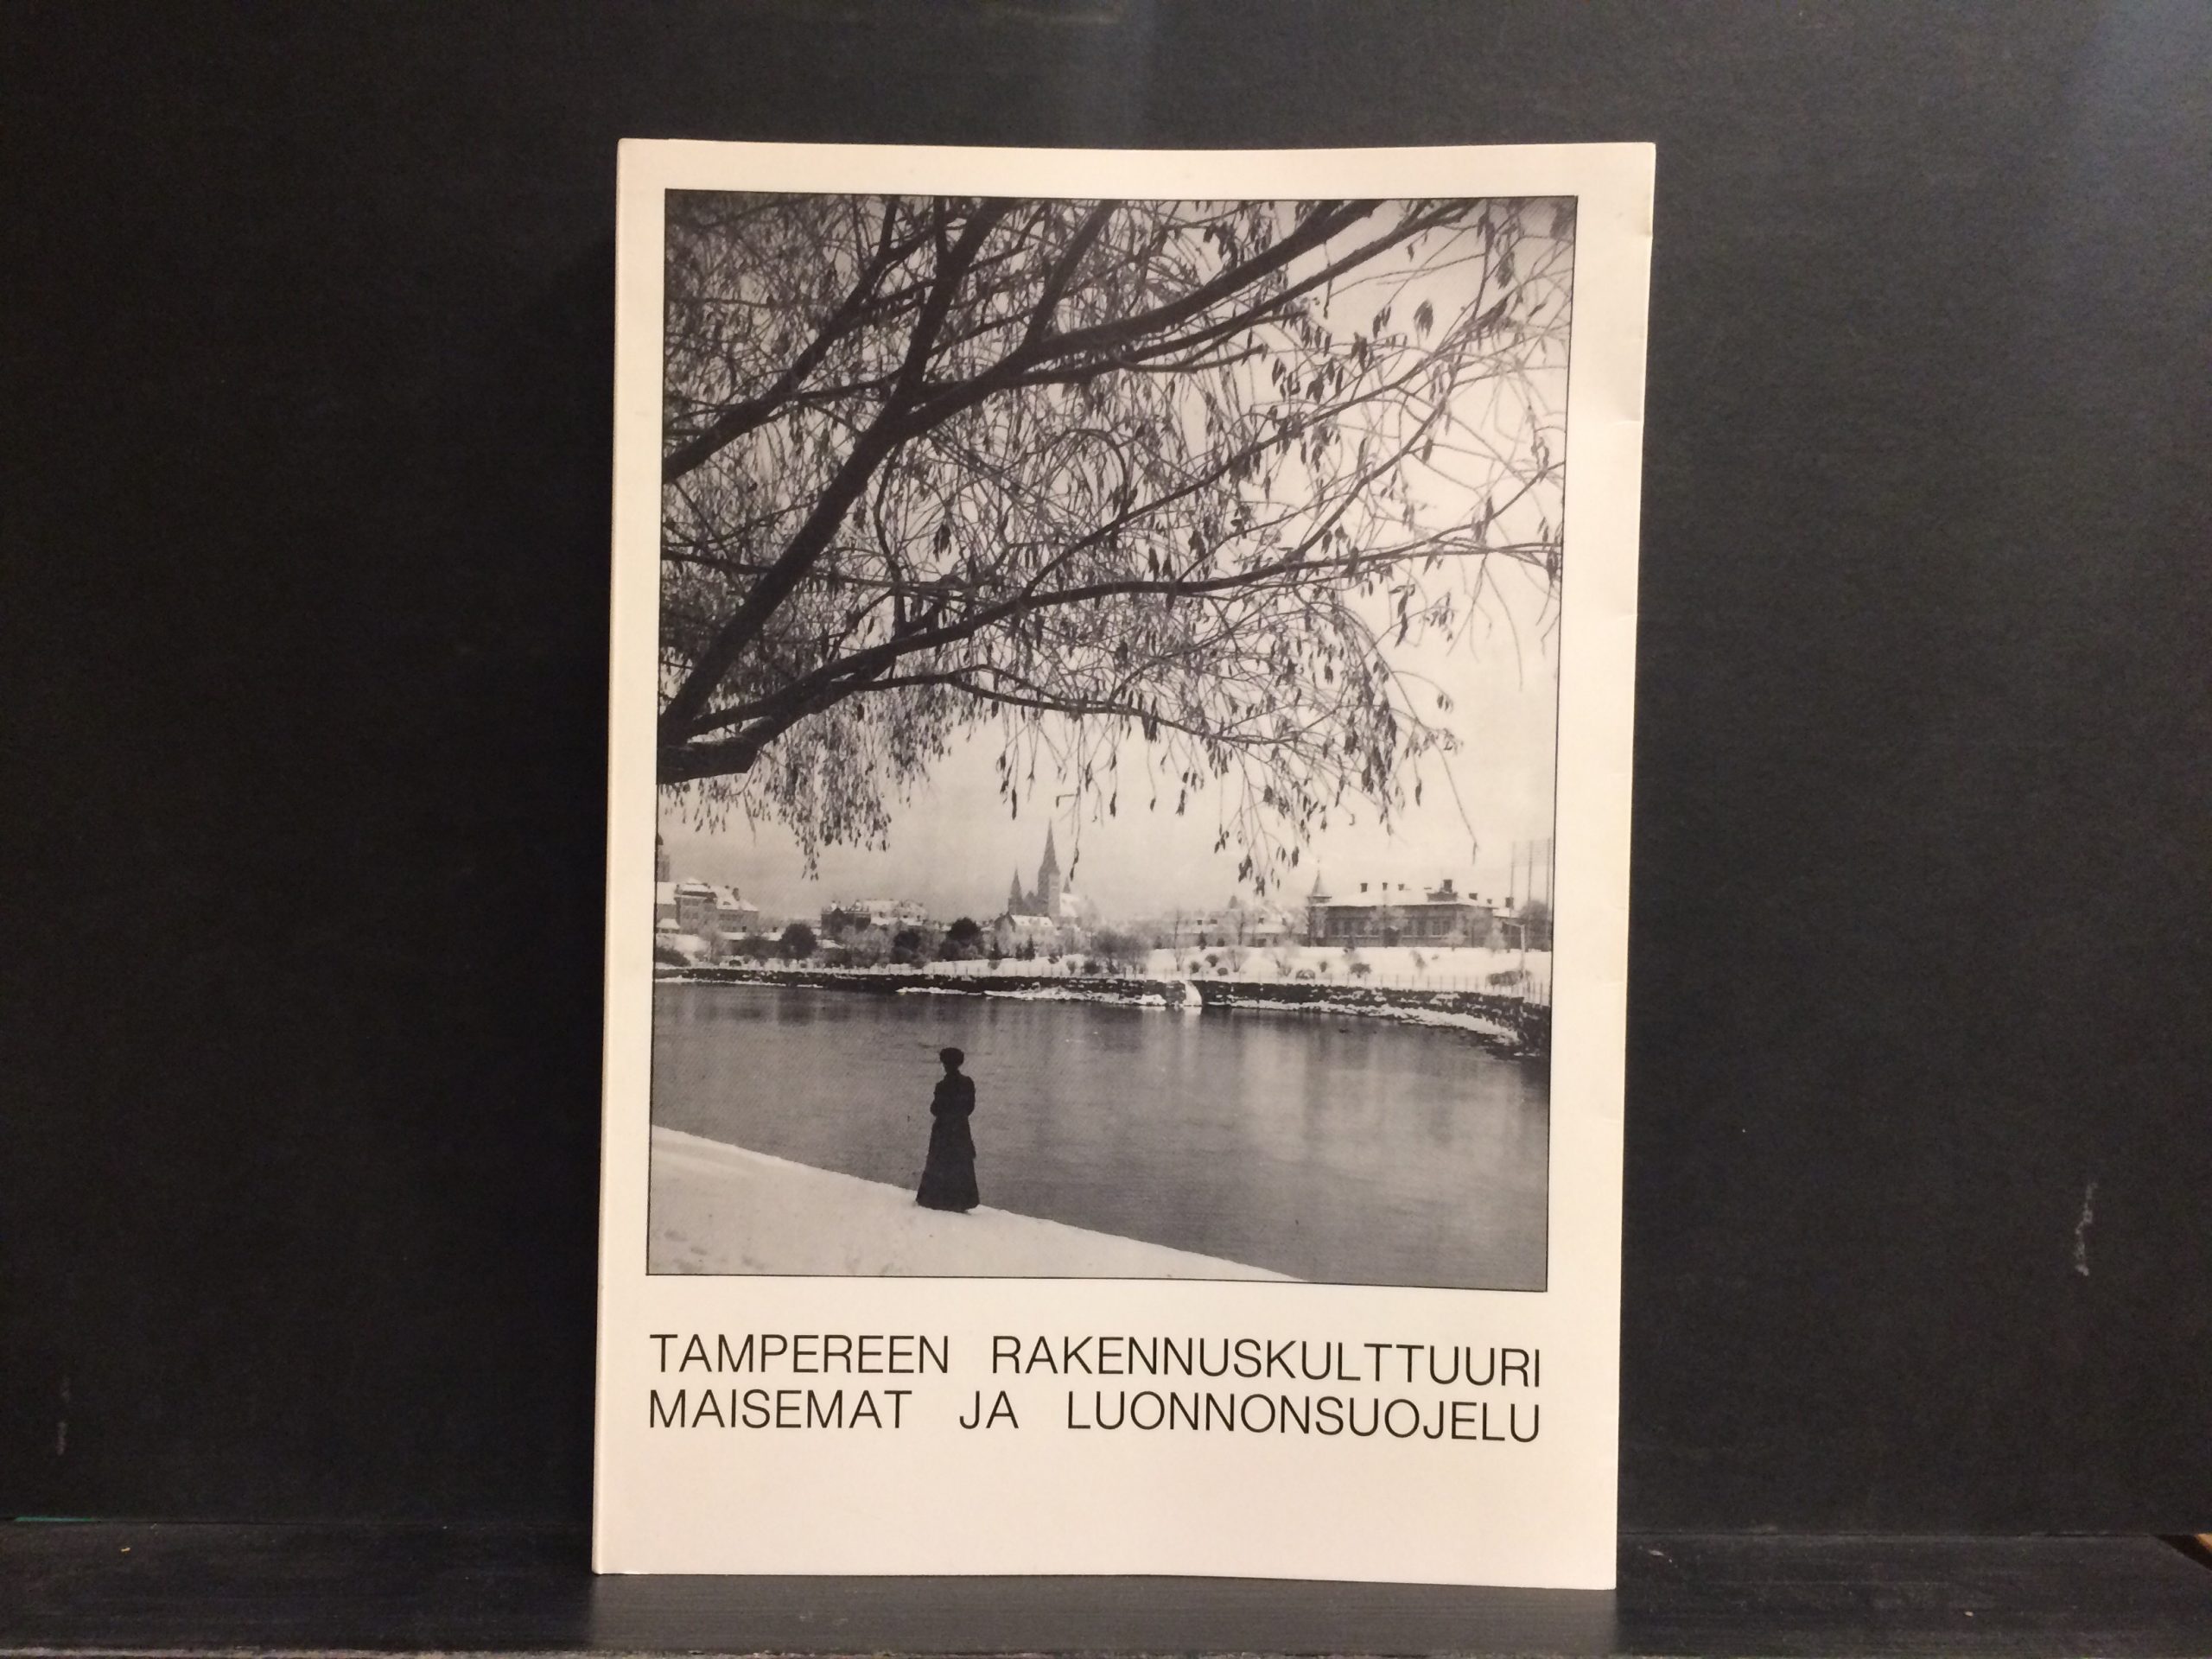 TAMPEREEN RAKENNUSKULTTUURI
MAISEMAT JA LUONNONSUOJELU